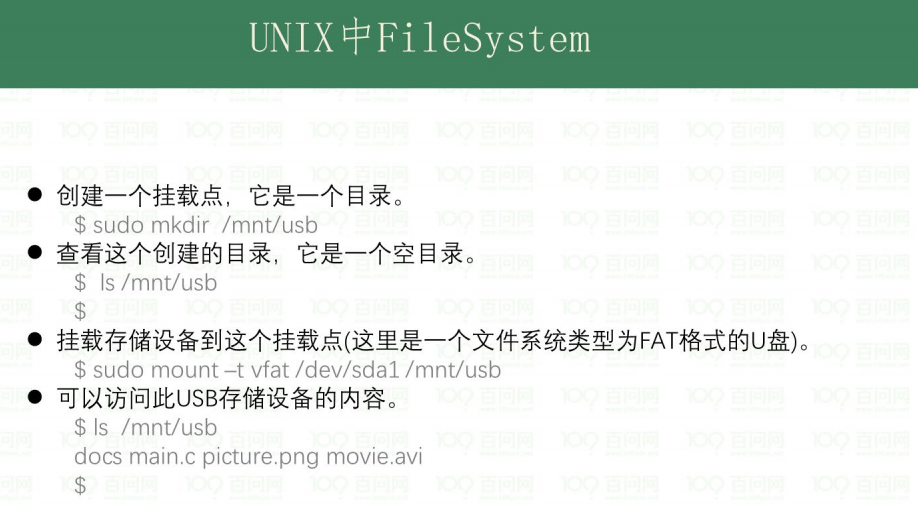 UNIX中FileSystem
● 创建一个挂载点，它是一个目录。
$ sudo mkdir /mnt/usb
● 查看这个创建的目录，它是一个空目录。
$ ls /mnt/usb
$
● 挂载存储设备到这个挂载点(这里是一个文件系统类型为FAT格式的U盘)。
$ sudo mount –t vfat /dev/sda1 /mnt/usb
● 可以访问此USB存储设备的内容。
$ ls /mnt/usb
docs main.c picture.png movie.avi
$